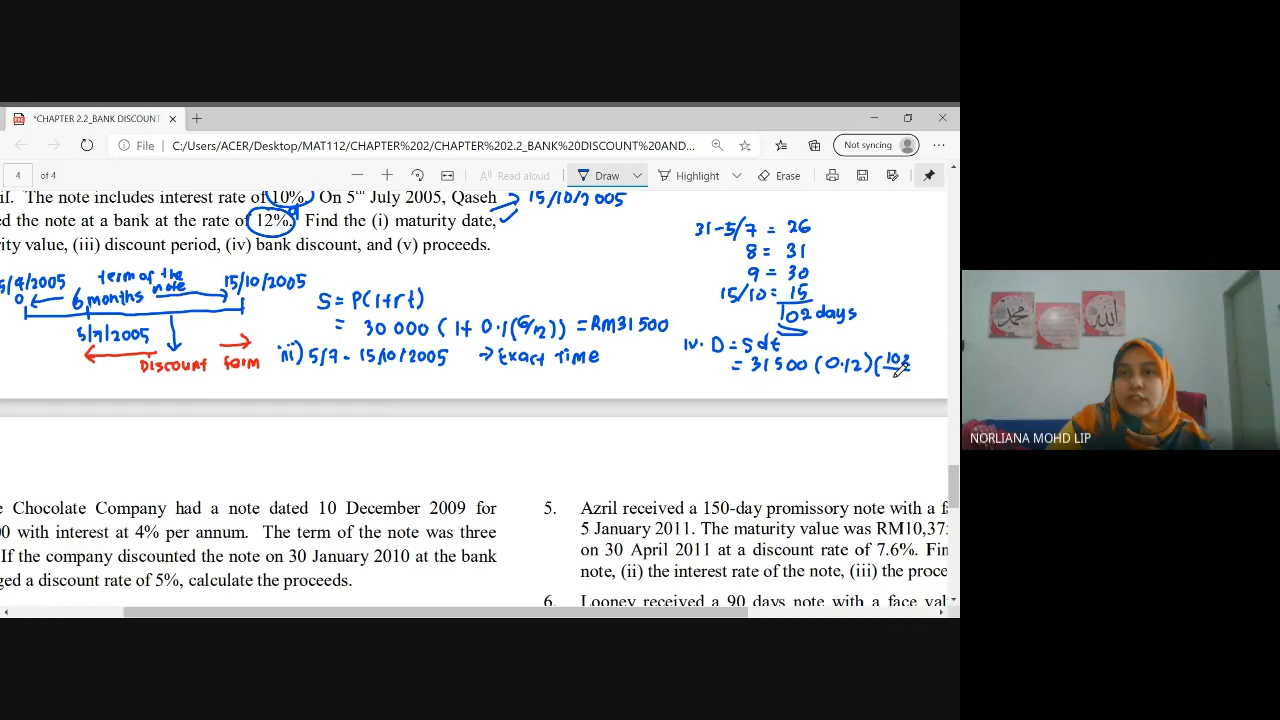 *CHAPTER 2.2_BANK DISCOUNT
File C:/Users/ACER/Desktop/MAT112/CHAPTER%202/CHAPTER%202.2_BANK%20DISCOUNT%20AND... Not syncing
4 of 4 Read aloud Draw Highlight Erase
il. The note includes interest rate of 10%. On 5th July 2005, Qaseh
ed the note at a bank at the rate of 12%. Find the (i) maturity date,
rity value, (iii) discount period, (iv) bank discount, and (v) proceeds.
15/10/2005
d
31-5/7 = 26
8 = 31
9 = 30
15/10 = 15
102 days
5/4/2005
0
6 months
term of the
note
15/10/2005
5/7/2005
Discount
form
S = P(1+rt)
= 30 000 (1+ 0.1(6/12)) = RM31 500
iii) 5/7 - 15/10/2005 → Exact Time
iv. D = S dt
= 31 500 (0.12) (102
e Chocolate Company had a note dated 10 December 2009 for
00 with interest at 4% per annum. The term of the note was three
If the company discounted the note on 30 January 2010 at the bank
ged a discount rate of 5%, calculate the proceeds.
5. Azril received a 150-day promissory note with a f
5 January 2011. The maturity value was RM10,37
on 30 April 2011 at a discount rate of 7.6%. Fin
note, (ii) the interest rate of the note, (iii) the proce
6. Looney received a 90 days note with a face val
NORLIANA MOHD LIP